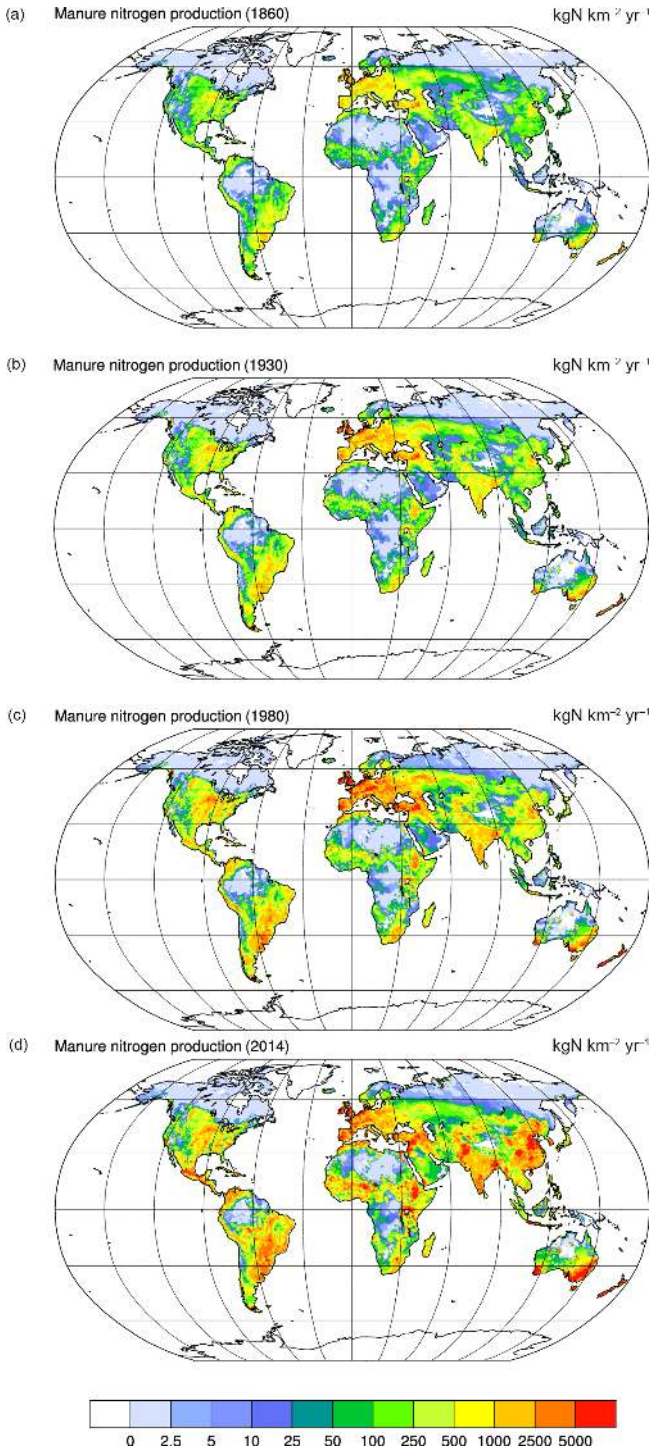 (a) Manure nitrogen production (1860) kgN km⁻² yr⁻¹
(b) Manure nitrogen production (1930) kgN km⁻² yr⁻¹
(c) Manure nitrogen production (1980) kgN km⁻² yr⁻¹
(d) Manure nitrogen production (2014) kgN km⁻² yr⁻¹
0 2.5 5 10 25 50 100 250 500 1000 2500 5000